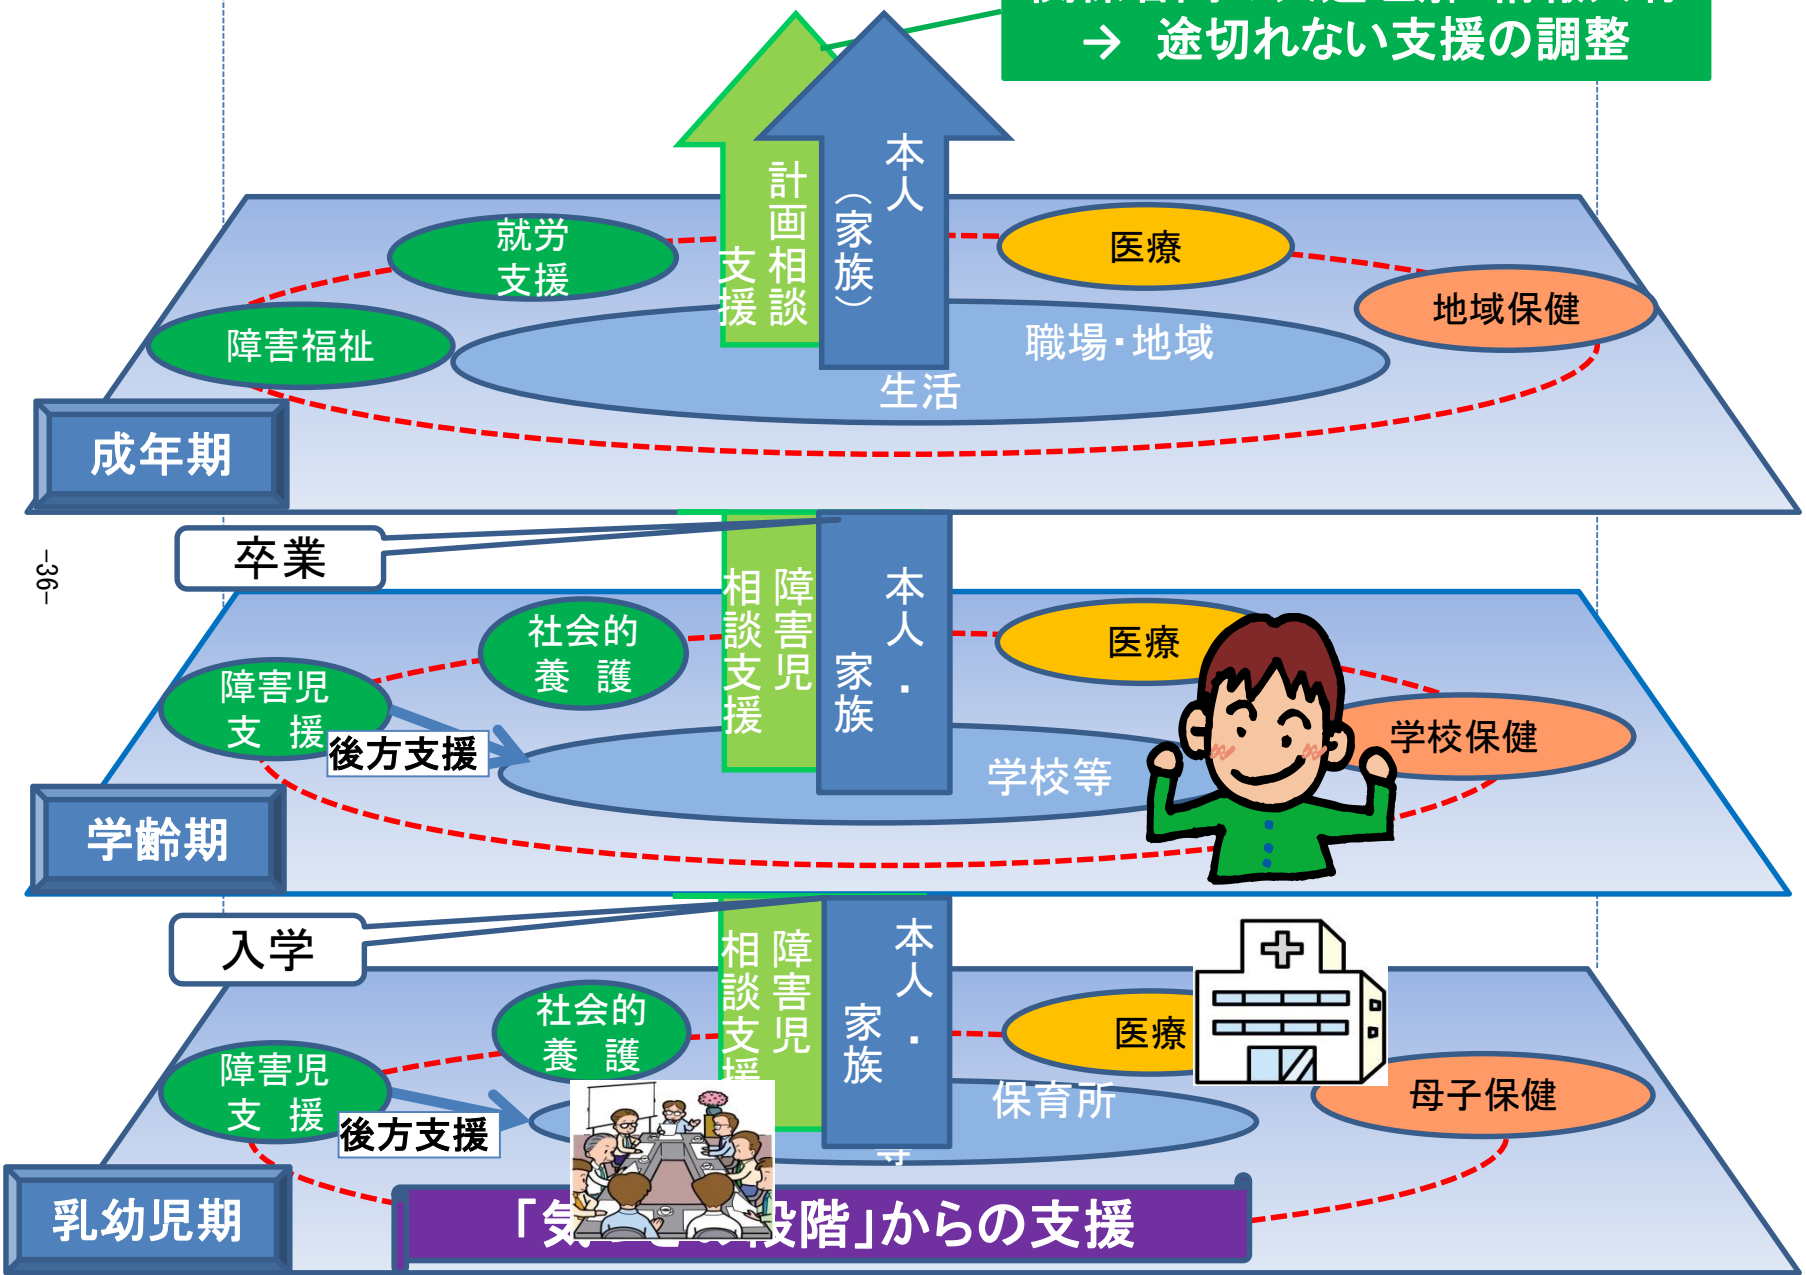 → 途切れない支援の調整
本人
（家族）
計画相談
支援
就労
支援
医療
地域保健
障害福祉
職場・地域
生活
成年期
卒業
-36-
本人・
家族
障害児
相談支援
社会的
養 護
医療
障害児
支 援
後方支援
学校保健
学校等
学齢期
入学
本人・
家族
障害児
相談支援
社会的
養 護
医療
障害児
支 援
後方支援
保育所
母子保健
乳幼児期
「気 段階」からの支援